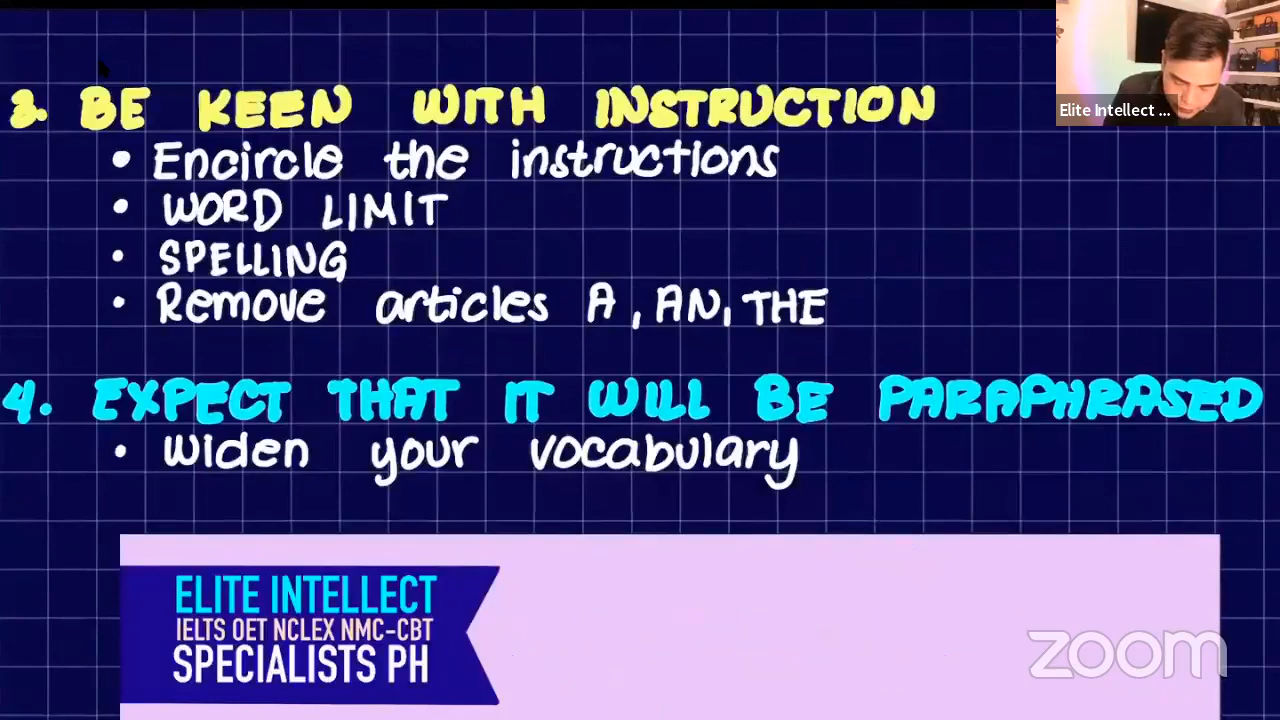 Elite Intellect ...
3. BE KEEN WITH INSTRUCTION
• Encircle the instructions
• WORD LIMIT
• SPELLING
• Remove articles A, AN, THE
4. EXPECT THAT IT WILL BE PARAPHRASED
• Widen your vocabulary
ELITE INTELLECT
IELTS OET NCLEX NMC-CBT
SPECIALISTS PH
zoom